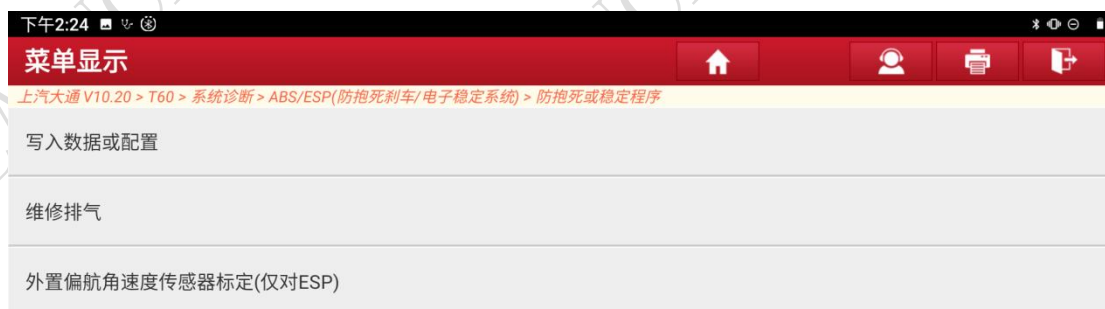 下午2:24
菜单显示
上汽大通 V10.20 > T60 > 系统诊断 > ABS/ESP(防抱死刹车/电子稳定系统) > 防抱死或稳定程序
写入数据或配置
维修排气
外置偏航角速度传感器标定(仅对ESP)